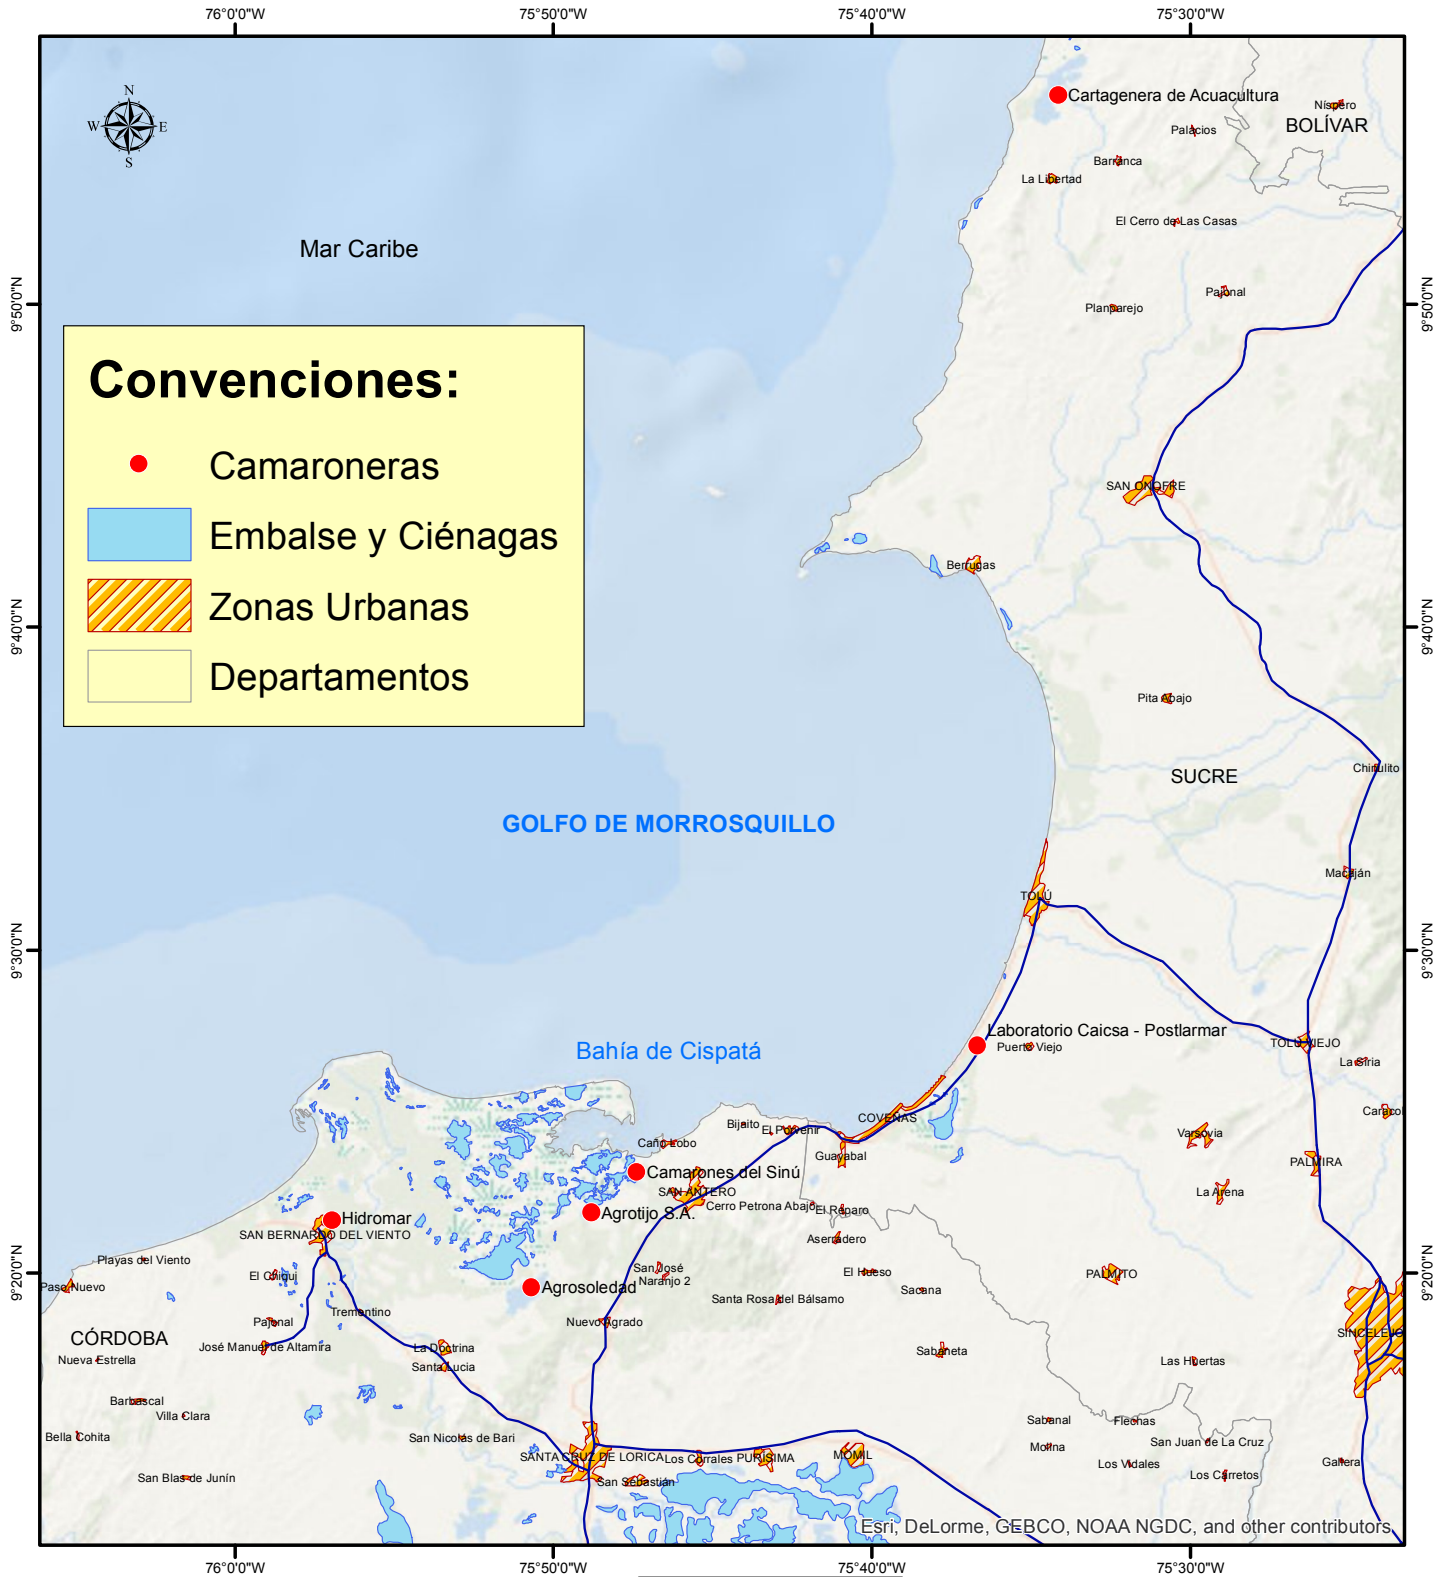 76°0'0"W
75°50'0"W
75°40'0"W
75°30'0"W
N
W
E
S
Cartagenera de Acuacultura
Níspero
BOLÍVAR
Palacios
Barranca
La Libertad
El Cerro de Las Casas
Mar Caribe
9°50'0"N
9°50'0"N
Pajonal
Planparejo
Convenciones:
Camaroneras
Embalse y Ciénagas
Zonas Urbanas
Departamentos
SAN ONOFRE
Berrugas
9°40'0"N
9°40'0"N
Pita Abajo
SUCRE
Chinulito
GOLFO DE MORROSQUILLO
Macaján
TOLÚ
9°30'0"N
9°30'0"N
Laboratorio Caicsa - Postlarmar
Puerto Viejo
TOLÚ VIEJO
Bahía de Cispatá
La Siria
Caracol
COVEÑAS
Bijaito
El Porvenir
Varsovia
Caño Lobo
Guayabal
PALMIRA
Camarones del Sinú
SAN ANTERO
La Arena
Cerro Petrona Abajo
El Reparo
Agrotijo S.A.
Hidromar
SAN BERNARDO DEL VIENTO
Aserradero
Playas del Viento
9°20'0"N
9°20'0"N
San José
El Hueso
PALMITO
El Chiqui
Naranjo 2
Paso Nuevo
Agrosoledad
Sacana
Santa Rosa del Bálsamo
Trementino
Pajonal
Nuevo Agrado
SINCELEJO
CÓRDOBA
José Manuel de Altamira
La Doctrina
Sabaneta
Nueva Estrella
Santa Lucia
Las Huertas
Barbascal
Villa Clara
Sabanal
Flechas
Bella Cohita
San Nicolás de Bari
Molina
San Juan de La Cruz
SANTA CRUZ DE LORICA
Los Corrales
PURÍSIMA
MOMIL
Los Vidales
Galtera
San Blas de Junín
San Sebastián
Los Carretos
Esri, DeLorme, GEBCO, NOAA NGDC, and other contributors
76°0'0"W
75°50'0"W
75°40'0"W
75°30'0"W